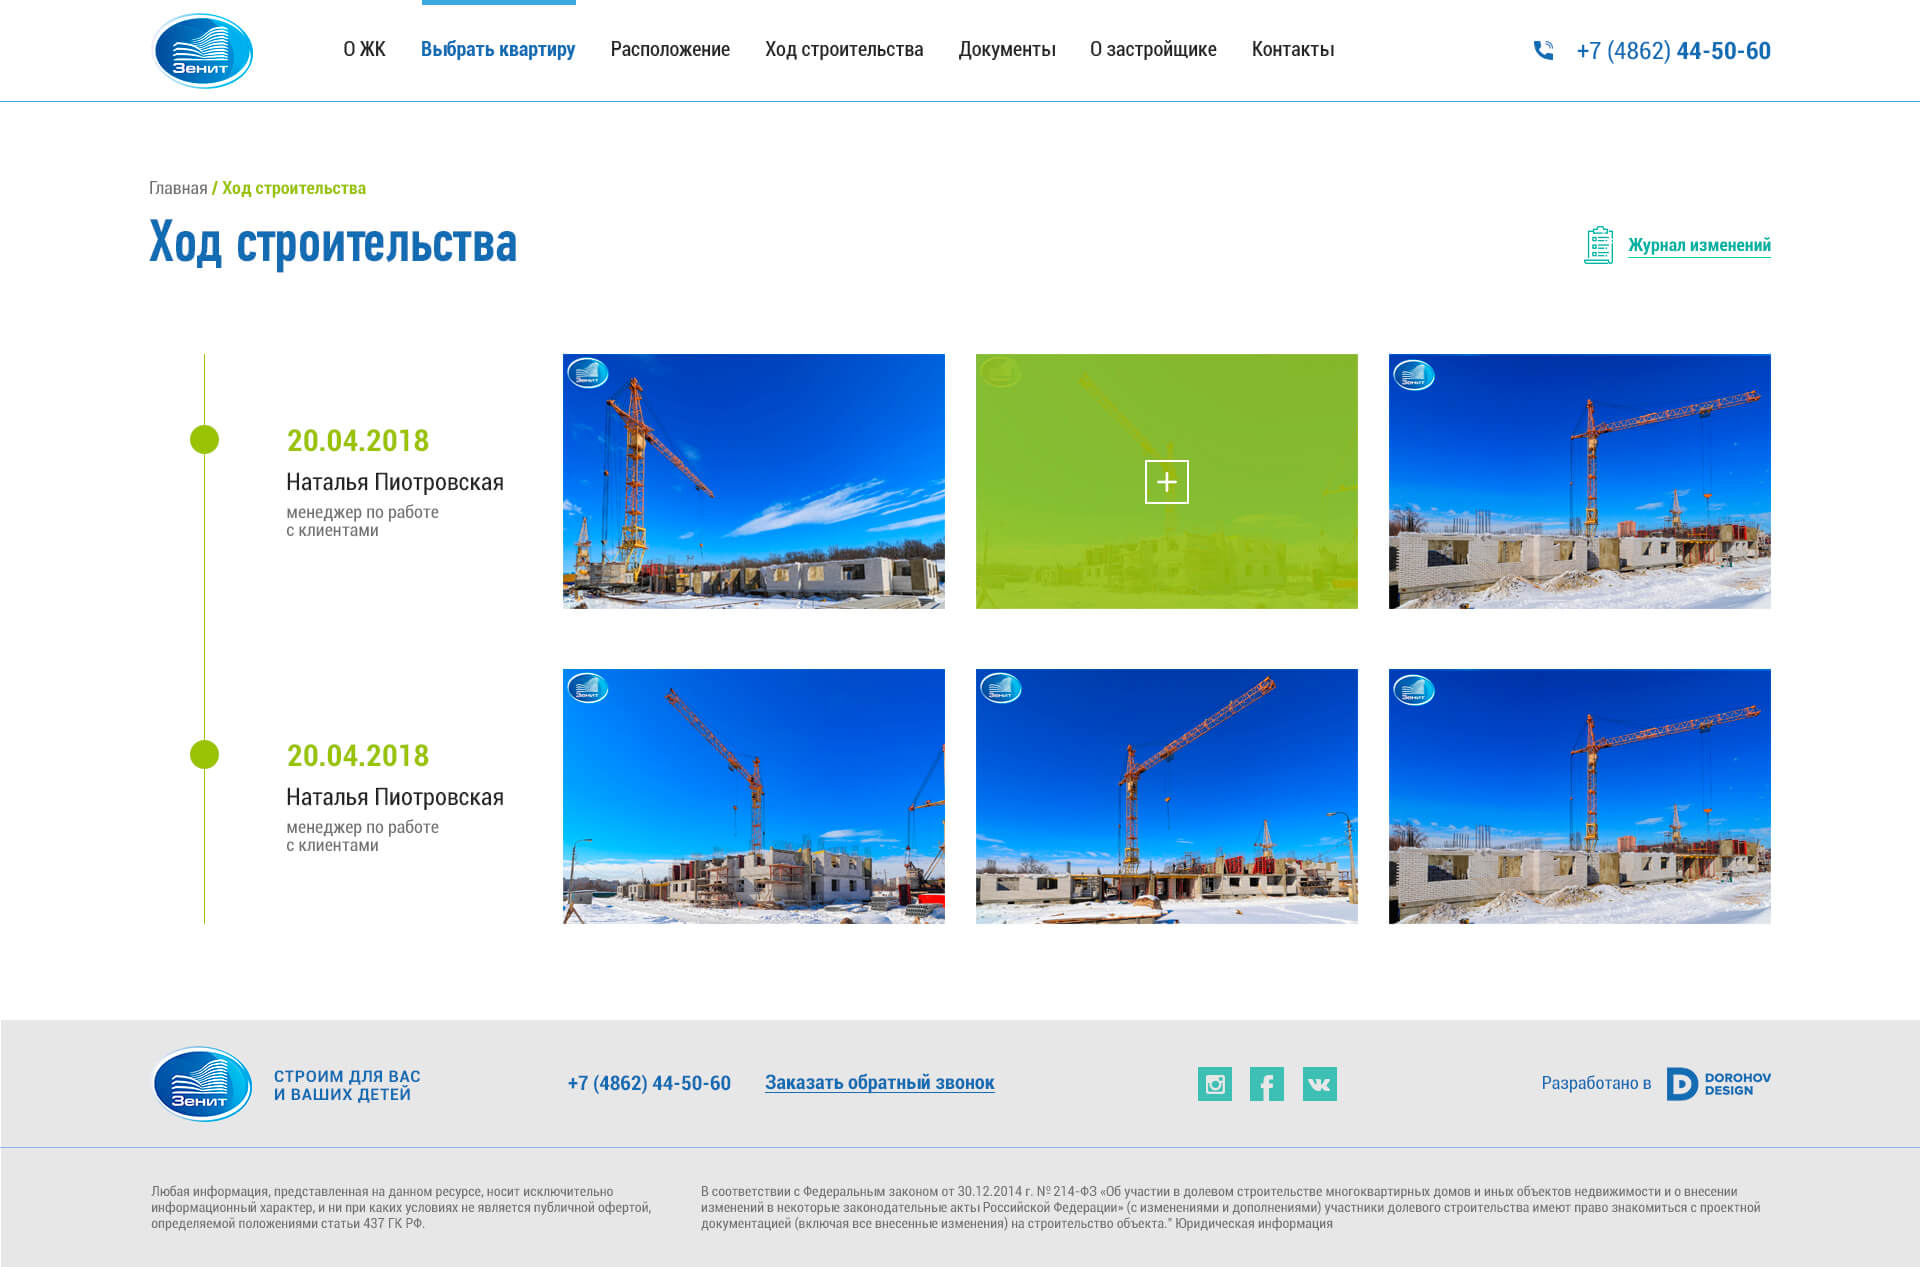 Зенит
О ЖК
Выбрать квартиру
Расположение
Ход строительства
Документы
О застройщике
Контакты
+7 (4862) 44-50-60
Главная / Ход строительства
Ход строительства
Журнал изменений
20.04.2018
Наталья Пиотровская
менеджер по работе
с клиентами
Зенит
Зенит
Зенит
20.04.2018
Наталья Пиотровская
менеджер по работе
с клиентами
Зенит
Зенит
Зенит
Зенит
СТРОИМ ДЛЯ ВАС
И ВАШИХ ДЕТЕЙ
+7 (4862) 44-50-60
Заказать обратный звонок
Разработано в
DOROHOV
DESIGN
Любая информация, представленная на данном ресурсе, носит исключительно
информационный характер, и ни при каких условиях не является публичной офертой,
определяемой положениями статьи 437 ГК РФ.
В соответствии с Федеральным законом от 30.12.2014 г. № 214-ФЗ «Об участии в долевом строительстве многоквартирных домов и иных объектов недвижимости и о внесении
изменений в некоторые законодательные акты Российской Федерации» (с изменениями и дополнениями) участники долевого строительства имеют право знакомиться с проектной
документацией (включая все внесенные изменения) на строительство объекта." Юридическая информация